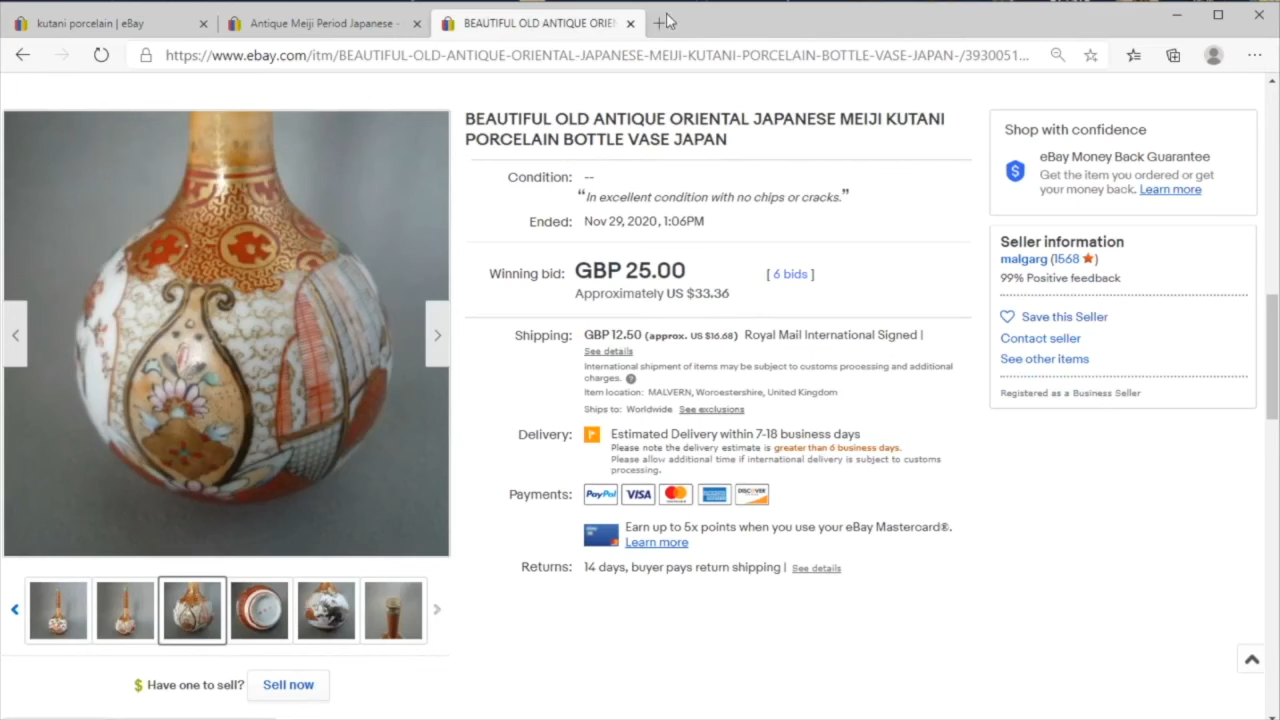 kutani porcelain | eBay
Antique Meiji Period Japanese -
BEAUTIFUL OLD ANTIQUE ORIE
https://www.ebay.com/itm/BEAUTIFUL-OLD-ANTIQUE-ORIENTAL-JAPANESE-MEIJI-KUTANI-PORCELAIN-BOTTLE-VASE-JAPAN-/3930051...
BEAUTIFUL OLD ANTIQUE ORIENTAL JAPANESE MEIJI KUTANI
PORCELAIN BOTTLE VASE JAPAN
Condition: --
“In excellent condition with no chips or cracks.”
Ended: Nov 29, 2020, 1:06PM
Winning bid: GBP 25.00 [ 6 bids ]
Approximately US $33.36
Shipping: GBP 12.50 (approx. US $16.68) Royal Mail International Signed |
See details
International shipment of items may be subject to customs processing and additional
charges. ?
Item location: MALVERN, Worcestershire, United Kingdom
Ships to: Worldwide See exclusions
Delivery: Estimated Delivery within 7-18 business days
Please note the delivery estimate is greater than 6 business days.
Please allow additional time if international delivery is subject to customs
processing.
Payments: PayPal VISA DISCOVER
Earn up to 5x points when you use your eBay Mastercard®.
Learn more
Returns: 14 days, buyer pays return shipping | See details
Shop with confidence
eBay Money Back Guarantee
Get the item you ordered or get
your money back. Learn more
Seller information
malgarg (1568)
99% Positive feedback
Save this Seller
Contact seller
See other items
Registered as a Business Seller
$ Have one to sell? Sell now